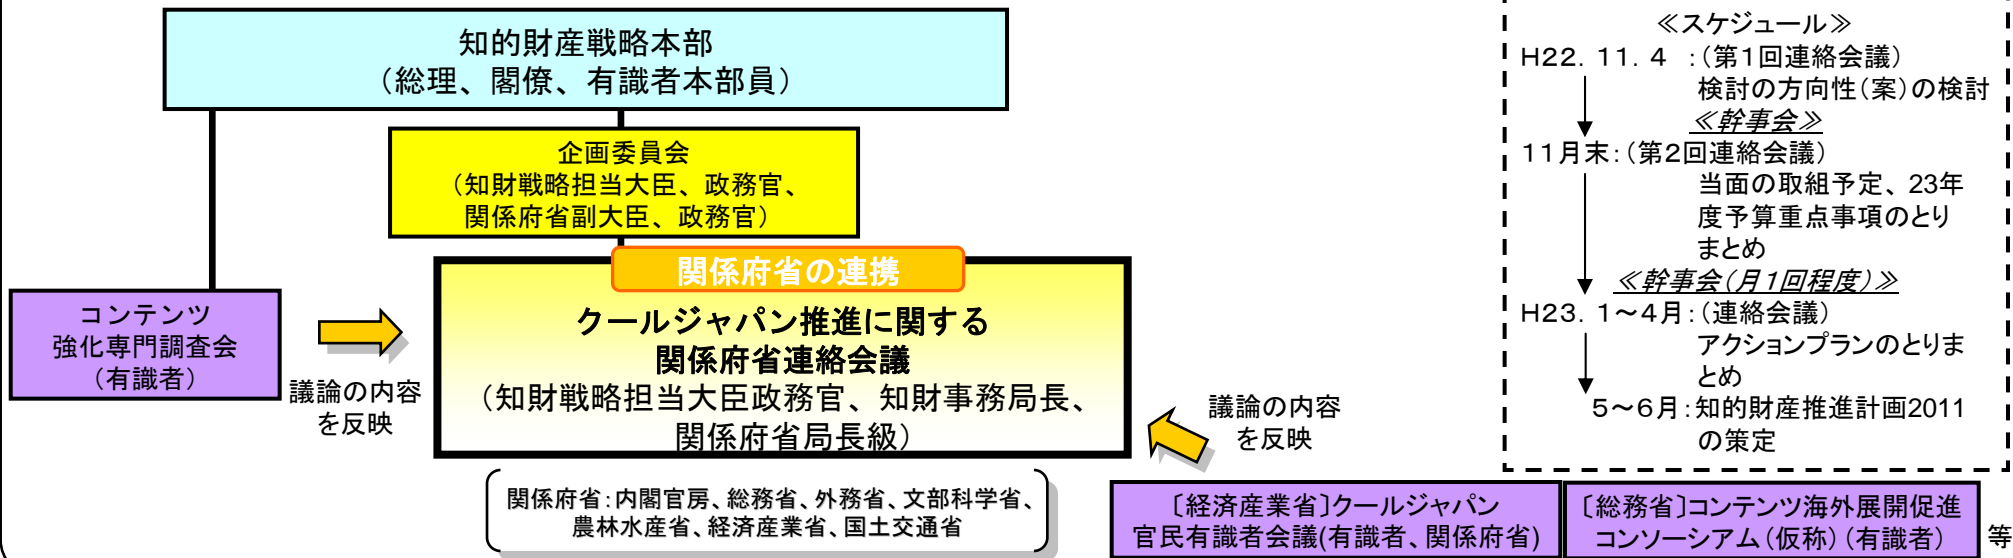 知的財産戦略本部
（総理、閣僚、有識者本部員）
企画委員会
（知財戦略担当大臣、政務官、
関係府省副大臣、政務官）
関係府省の連携
クールジャパン推進に関する
関係府省連絡会議
（知財戦略担当大臣政務官、知財事務局長、
関係府省局長級）
コンテンツ
強化専門調査会
（有識者）
議論の内容
を反映
議論の内容
を反映
関係府省：内閣官房、総務省、外務省、文部科学省、
農林水産省、経済産業省、国土交通省
〔経済産業省〕クールジャパン
官民有識者会議(有識者、関係府省)
〔総務省〕コンテンツ海外展開促進
コンソーシアム（仮称）（有識者）
等
≪スケジュール≫
H22．11．4 ：（第1回連絡会議）
検討の方向性（案）の検討
≪幹事会≫
11月末：（第2回連絡会議）
当面の取組予定、23年
度予算重点事項のとり
まとめ
≪幹事会（月1回程度）≫
H23．1～4月：（連絡会議）
アクションプランのとりま
とめ
5～6月：知的財産推進計画2011
の策定